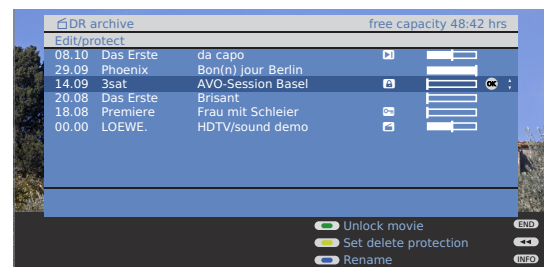 DR archive free capacity 48:42 hrs
Edit/protect
08.10 Das Erste da capo
29.09 Phoenix Bon(n) jour Berlin
14.09 3sat AVO-Session Basel OK
20.08 Das Erste Brisant
18.08 Premiere Frau mit Schleier
00.00 LOEWE. HDTV/sound demo
Unlock movie END
Set delete protection
Rename INFO